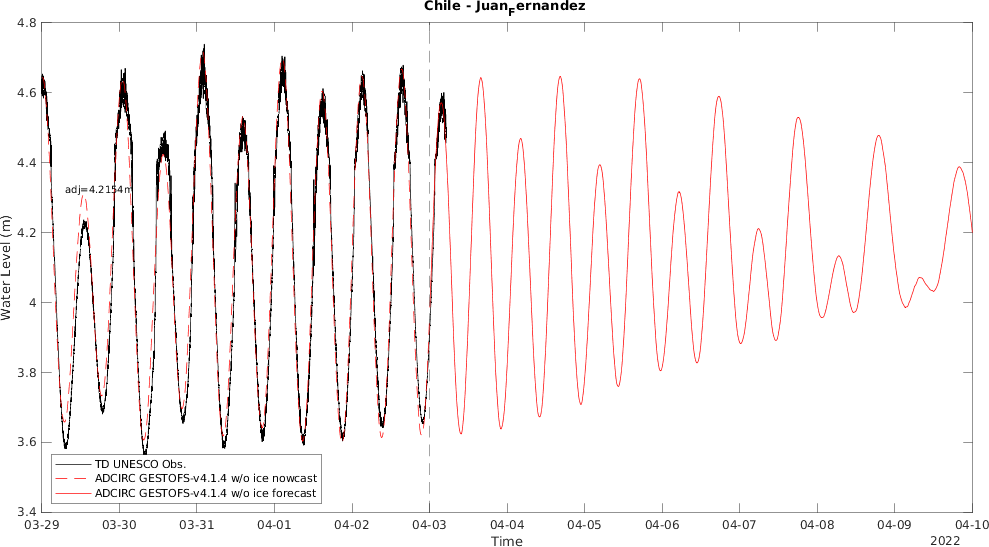 Chile - Juan_Fernandez
4.8
4.6
4.4
4.2
4
3.8
3.6
3.4
Water Level (m)
adj=4.2154m
TD UNESCO Obs.
ADCIRC GESTOFS-v4.1.4 w/o ice nowcast
ADCIRC GESTOFS-v4.1.4 w/o ice forecast
03-29 03-30 03-31 04-01 04-02 04-03 04-04 04-05 04-06 04-07 04-08 04-09 04-10
Time
2022